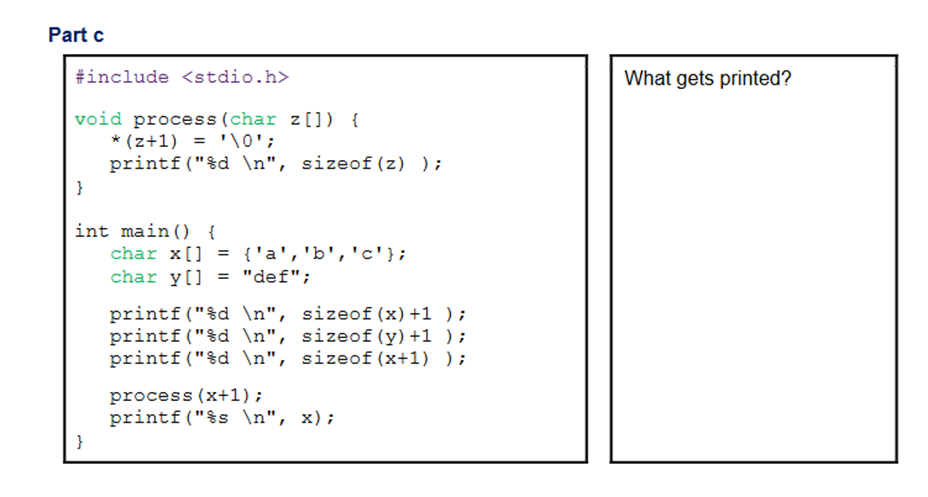 Part c
#include <stdio.h>
void process(char z[]) {
*(z+1) = '\0';
printf("%d \n", sizeof(z) );
}
int main() {
char x[] = {'a','b','c'};
char y[] = "def";
printf("%d \n", sizeof(x)+1 );
printf("%d \n", sizeof(y)+1 );
printf("%d \n", sizeof(x+1) );
process(x+1);
printf("%s \n", x);
}
What gets printed?